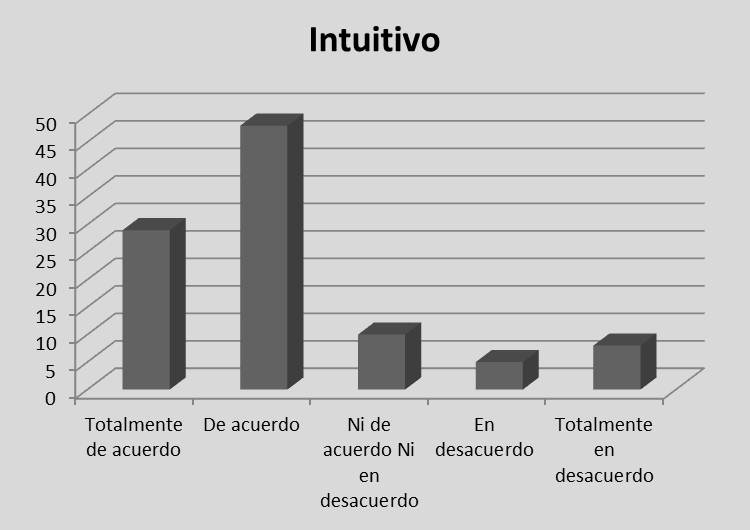 Intuitivo
50
45
40
35
30
25
20
15
10
5
0
Totalmente
de acuerdo
De acuerdo
Ni de
acuerdo Ni
en
desacuerdo
En
desacuerdo
Totalmente
en
desacuerdo